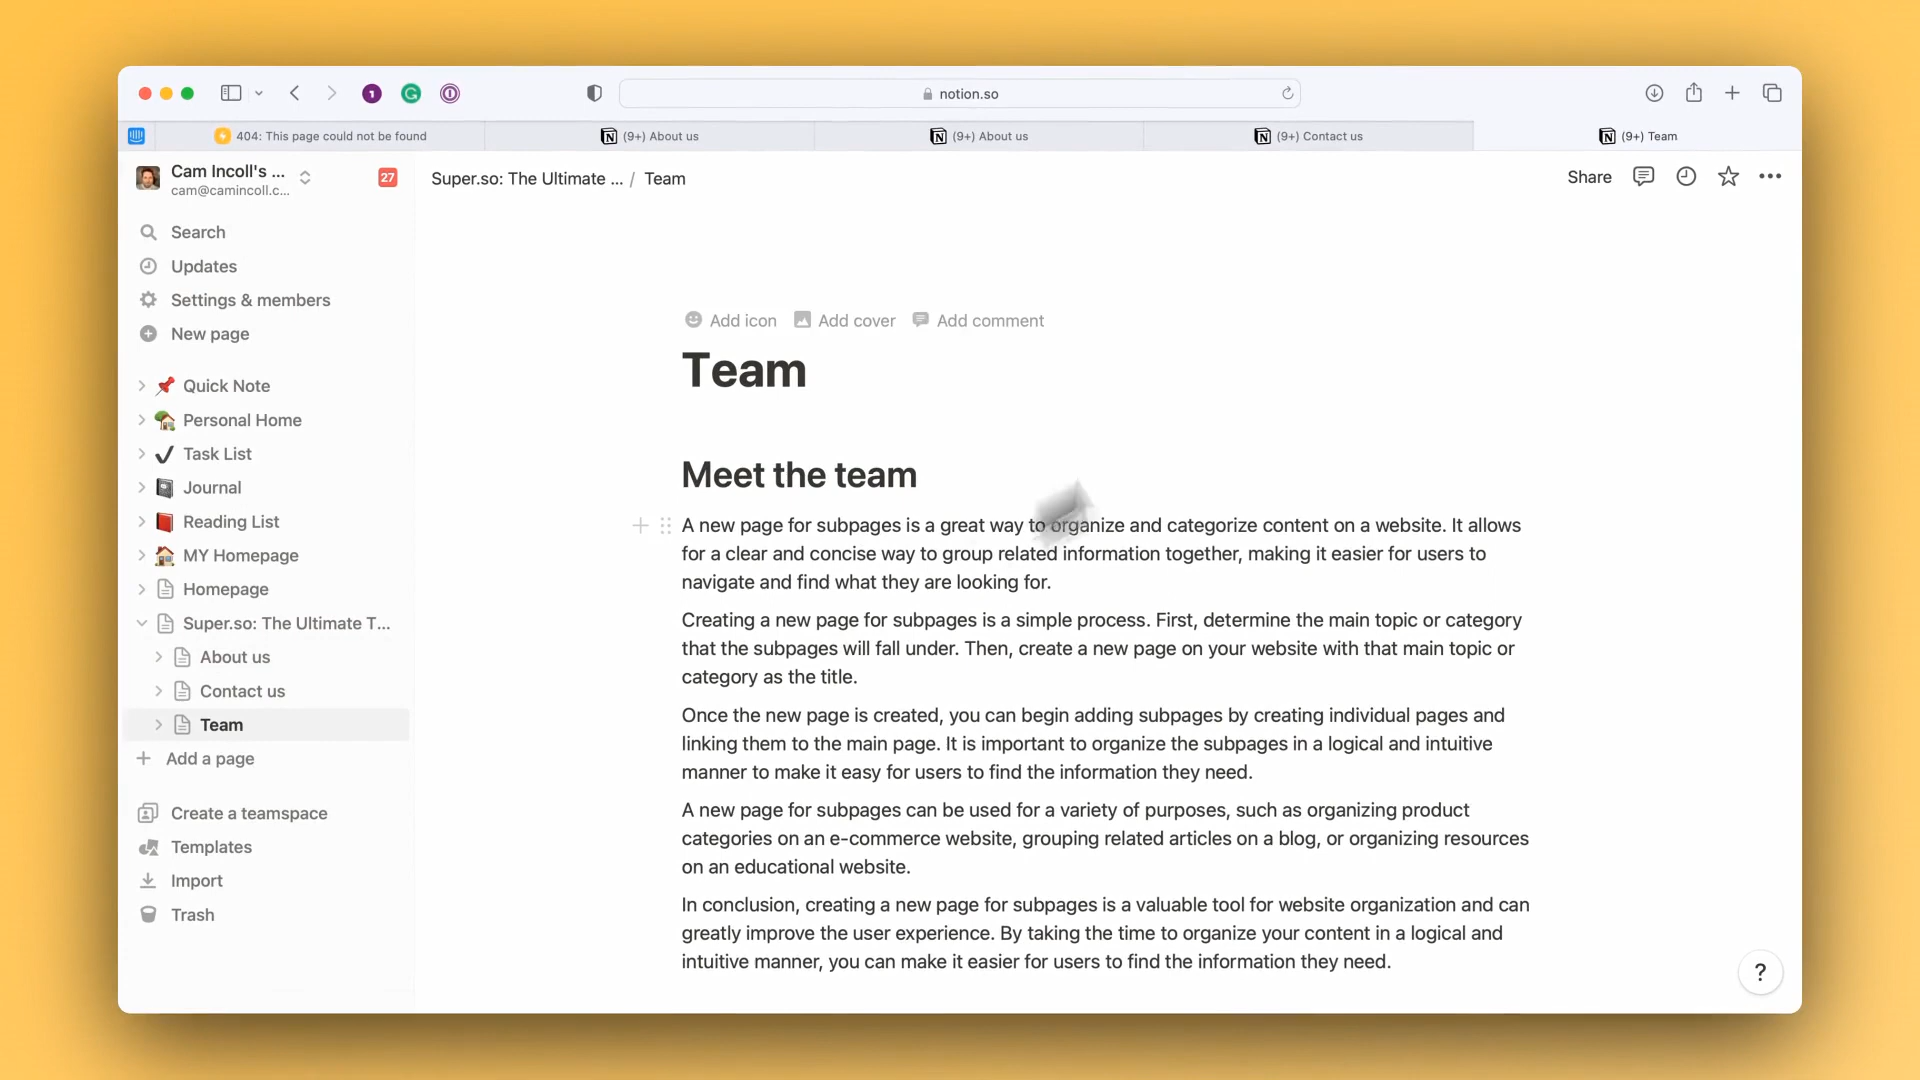 notion.so
404: This page could not be found
(9+) About us
(9+) About us
(9+) Contact us
(9+) Team
Cam Incoll's ...
cam@camincoll.c...
27
Super.so: The Ultimate ... / Team
Share
Search
Updates
Settings & members
New page
Quick Note
Personal Home
Task List
Journal
Reading List
MY Homepage
Homepage
Super.so: The Ultimate T...
About us
Contact us
Team
Add a page
Create a teamspace
Templates
Import
Trash
Add icon Add cover Add comment
Team
Meet the team
A new page for subpages is a great way to organize and categorize content on a website. It allows
for a clear and concise way to group related information together, making it easier for users to
navigate and find what they are looking for.
Creating a new page for subpages is a simple process. First, determine the main topic or category
that the subpages will fall under. Then, create a new page on your website with that main topic or
category as the title.
Once the new page is created, you can begin adding subpages by creating individual pages and
linking them to the main page. It is important to organize the subpages in a logical and intuitive
manner to make it easy for users to find the information they need.
A new page for subpages can be used for a variety of purposes, such as organizing product
categories on an e-commerce website, grouping related articles on a blog, or organizing resources
on an educational website.
In conclusion, creating a new page for subpages is a valuable tool for website organization and can
greatly improve the user experience. By taking the time to organize your content in a logical and
intuitive manner, you can make it easier for users to find the information they need.
?